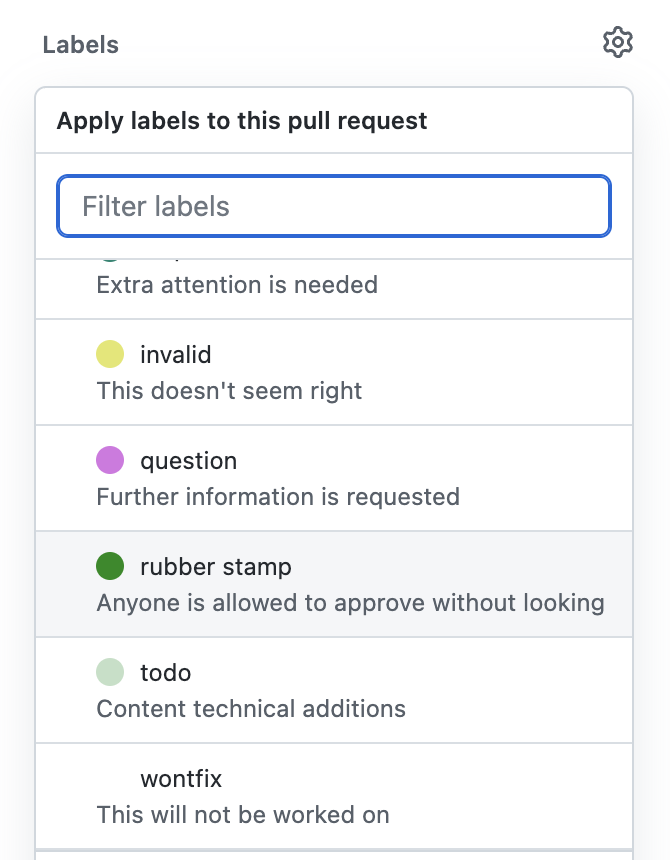 Labels
Apply labels to this pull request
Filter labels
Extra attention is needed
invalid
This doesn't seem right
question
Further information is requested
rubber stamp
Anyone is allowed to approve without looking
todo
Content technical additions
wontfix
This will not be worked on